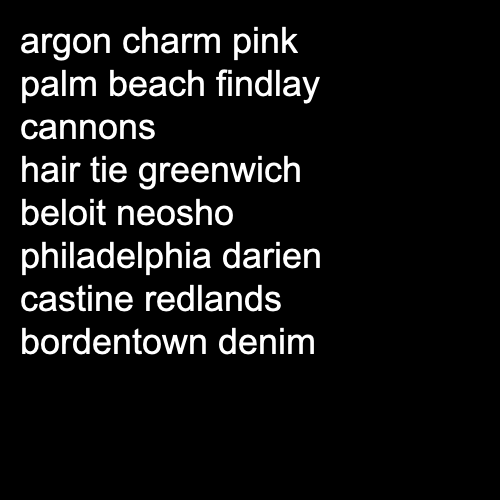 argon charm pink
palm beach findlay
cannons
hair tie greenwich
beloit neosho
philadelphia darien
castine redlands
bordentown denim